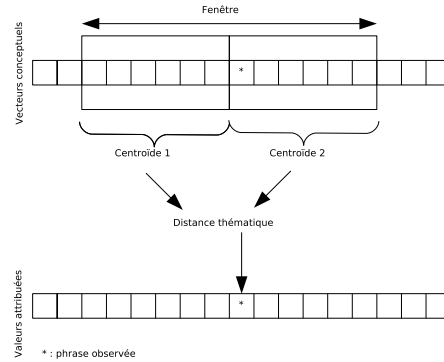 Fenêtre
Vecteurs conceptuels
*
Centroïde 1
Centroïde 2
Distance thématique
Valeurs attribuées
*
* : phrase observée